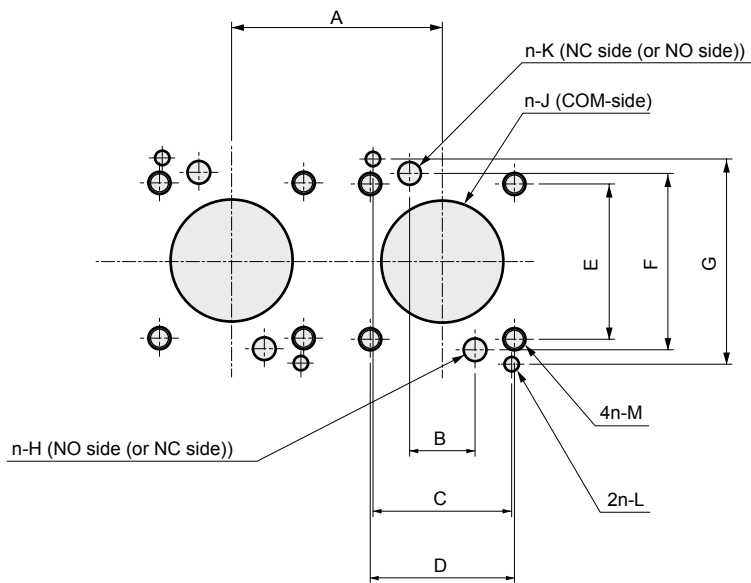 A
n-K (NC side (or NO side))
n-J (COM-side)
E
F
G
B
4n-M
n-H (NO side (or NC side))
C
2n-L
D